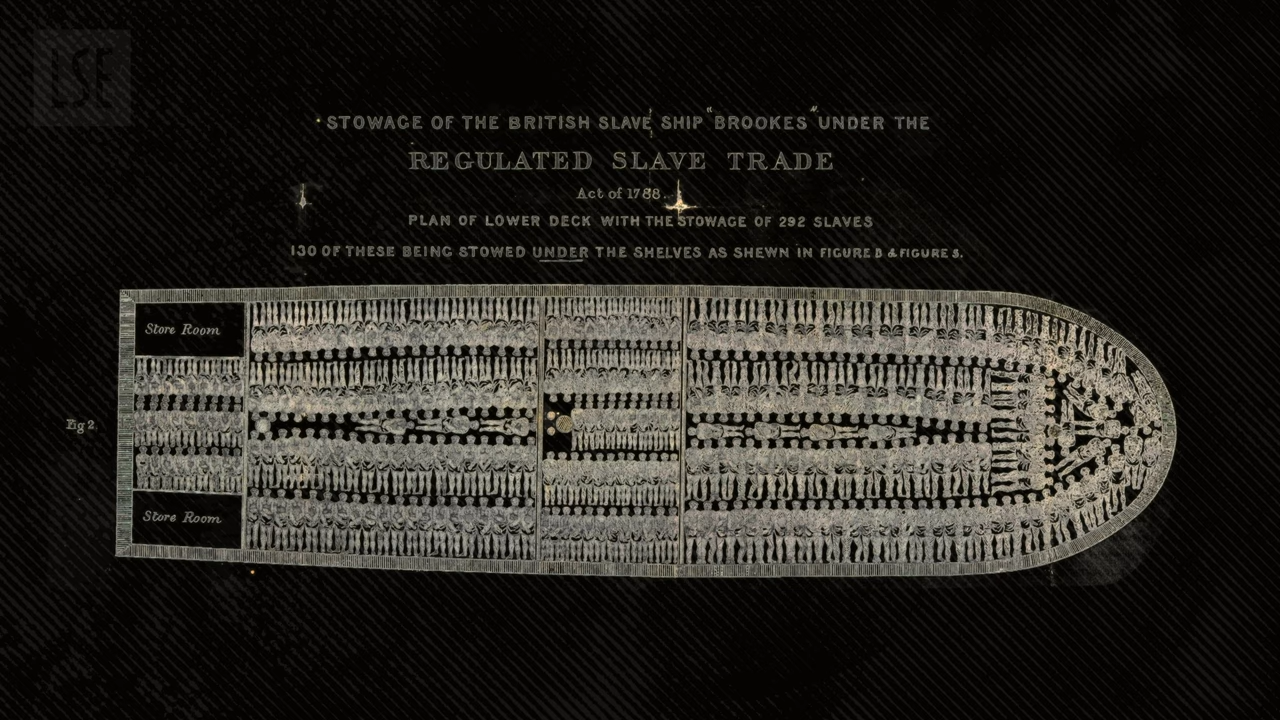 LSE
STOWAGE OF THE BRITISH SLAVE SHIP "BROOKES" UNDER THE
REGULATED SLAVE TRADE
Act of 1788.
PLAN OF LOWER DECK WITH THE STOWAGE OF 292 SLAVES
130 OF THESE BEING STOWED UNDER THE SHELVES AS SHEWN IN FIGURE D & FIGURE 5.
Store Room
Fig 2.
Store Room